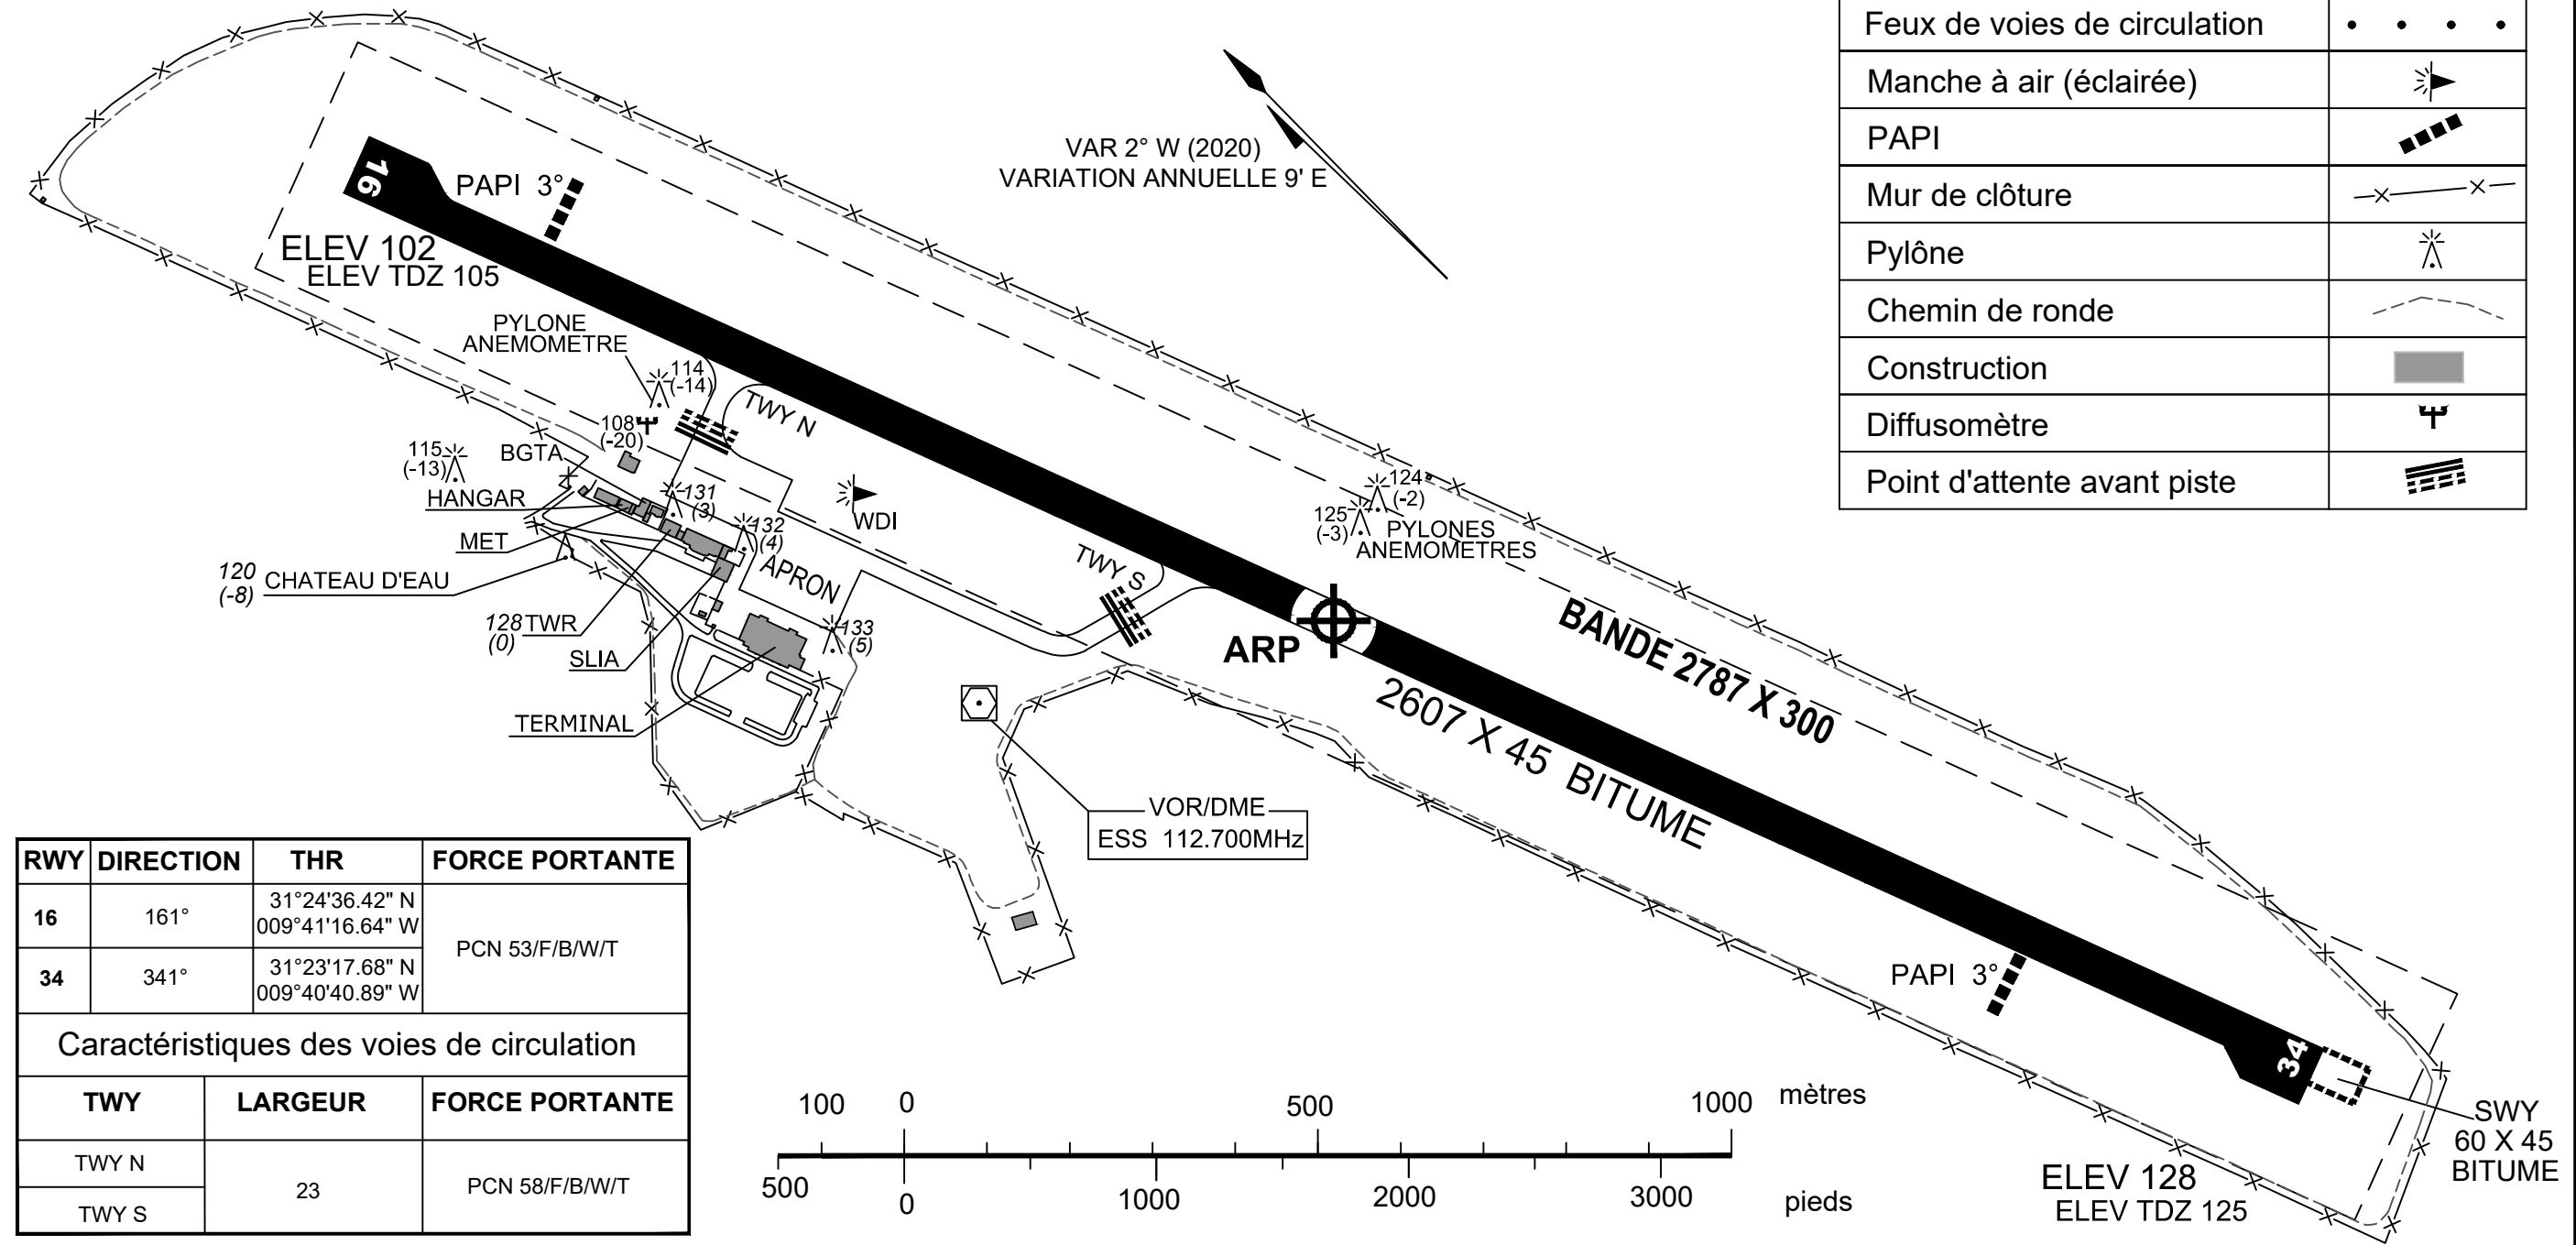 Feux de voies de circulation
Manche à air (éclairée)
PAPI
Mur de clôture
Pylône
Chemin de ronde
Construction
Diffusomètre
Point d'attente avant piste
VAR 2° W (2020)
VARIATION ANNUELLE 9' E
16
PAPI 3°
ELEV 102
ELEV TDZ 105
PYLONE
ANEMOMETRE
114
(-14)
TWY N
108
(-20)
115
(-13)
BGTA
HANGAR
131
(3)
WDI
MET
132
(4)
APRON
120
(-8)
CHATEAU D'EAU
128
(0)
TWR
SLIA
133
(5)
TERMINAL
TWY S
124
(-2)
125
(-3)
PYLONES
ANEMOMETRES
ARP
BANDE 2787 X 300
2607 X 45 BITUME
VOR/DME
ESS 112.700MHz
PAPI 3°
34
SWY
60 X 45
BITUME
ELEV 128
ELEV TDZ 125
RWY DIRECTION THR FORCE PORTANTE
16 161° 31°24'36.42" N
009°41'16.64" W
PCN 53/F/B/W/T
34 341° 31°23'17.68" N
009°40'40.89" W
Caractéristiques des voies de circulation
TWY LARGEUR FORCE PORTANTE
TWY N
23 PCN 58/F/B/W/T
TWY S
100 0 500 1000 mètres
500 0 1000 2000 3000 pieds